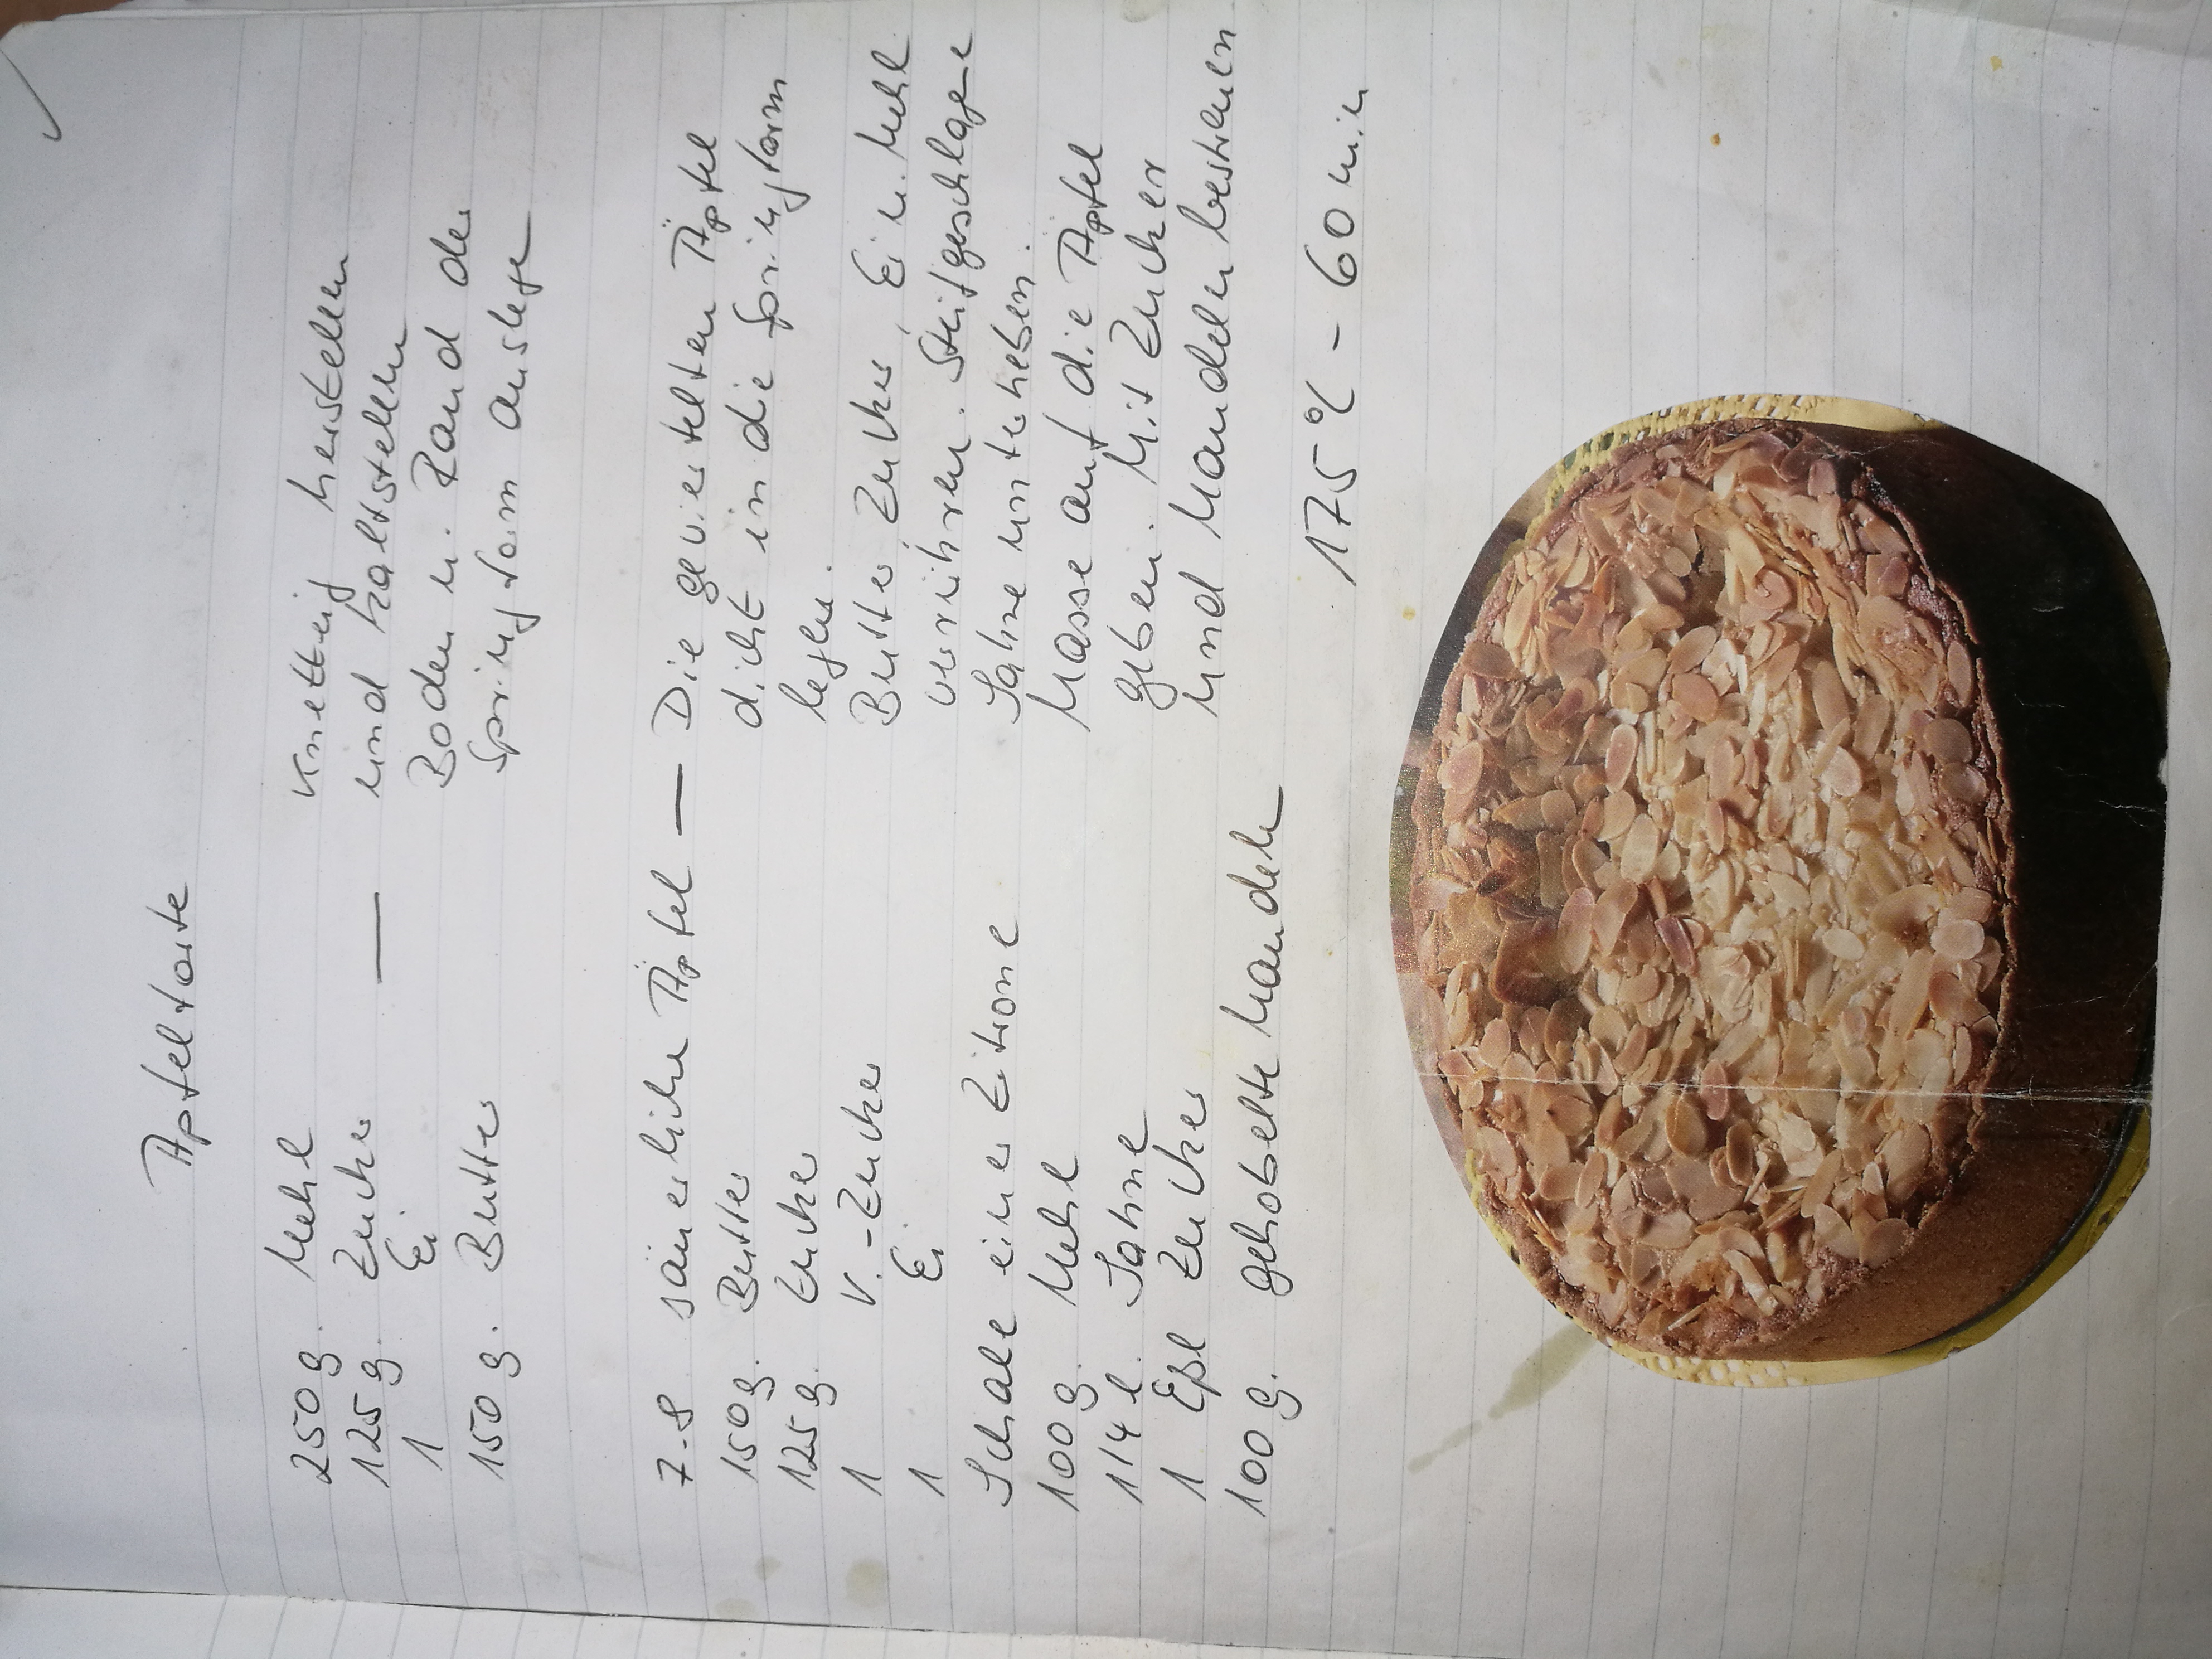 Apfeltorte
250 g. Mehl
125 g. Zucker —
1 Ei
150 g. Butter
Knetteig herstellen
und kaltstellen
Boden u. Rand der
Springform auslegen
7-8 säuerliche Äpfel —
150 g. Butter
125 g. Zucker
1 V.-Zucker
1 Ei
Schale einer Zitrone
100 g. Mehl
1/4 l. Sahne
1 Eßl Zucker
100 g. gehobelte Mandeln
Die geviertelten Äpfel
dicht in die Springform
legen.
Butter, Zucker, Ei u. Mehl
verrühren. Steifgeschlagene
Sahne unterheben.
Masse auf die Äpfel
geben. Mit Zucker
und Mandeln bestreuen
175°C - 60 min